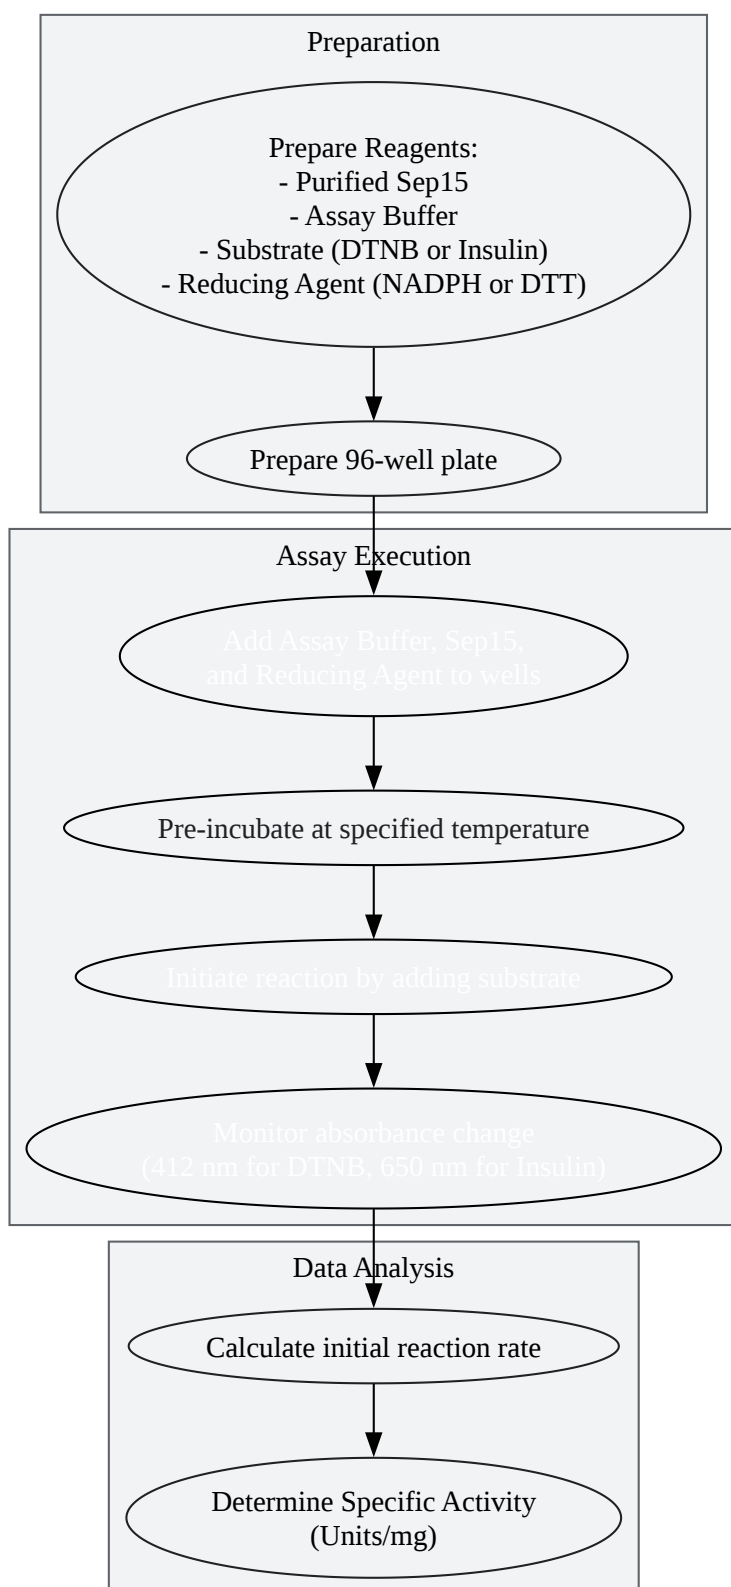 Preparation
Prepare Reagents:
- Purified Sep15
- Assay Buffer
- Substrate (DTNB or Insulin)
- Reducing Agent (NADPH or DTT)
Prepare 96-well plate
Assay Execution
Add Assay Buffer, Sep15,
and Reducing Agent to wells
Pre-incubate at specified temperature
Initiate reaction by adding substrate
Monitor absorbance change
(412 nm for DTNB, 650 nm for Insulin)
Data Analysis
Calculate initial reaction rate
Determine Specific Activity
(Units/mg)